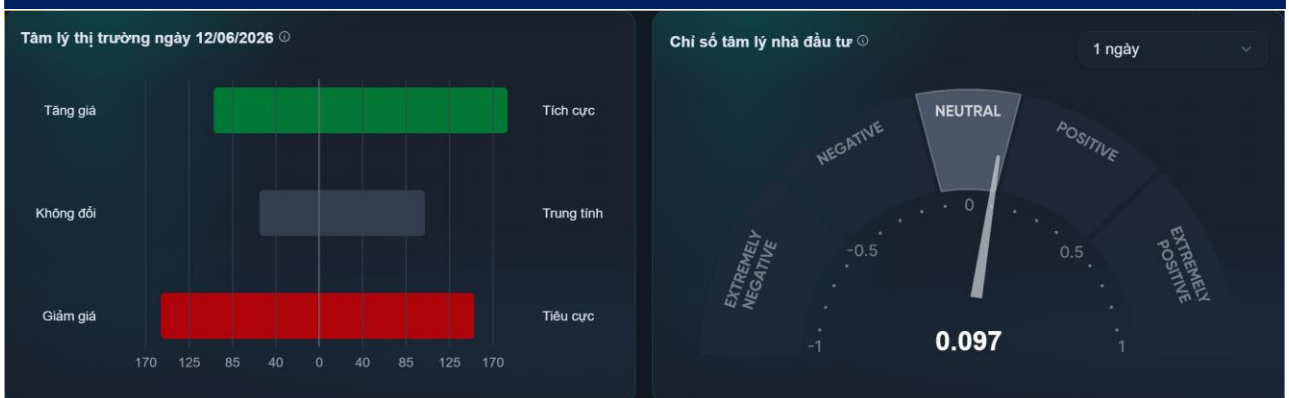 Tâm lý thị trường ngày 12/06/2026
Tăng giá
Tích cực
Không đổi
Trung tính
Giảm giá
Tiêu cực
170 125 85 40 0 40 85 125 170
Chỉ số tâm lý nhà đầu tư
1 ngày
EXTREMELY NEGATIVE
NEGATIVE
NEUTRAL
POSITIVE
EXTREMELY POSITIVE
-1
-0.5
0
0.5
1
0.097